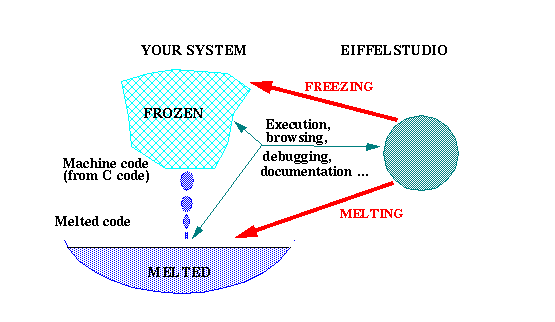 YOUR SYSTEM
EIFFELSTUDIO
FREEZING
FROZEN
Execution,
browsing,
debugging,
documentation ...
Machine code
(from C code)
Melted code
MELTING
MELTED